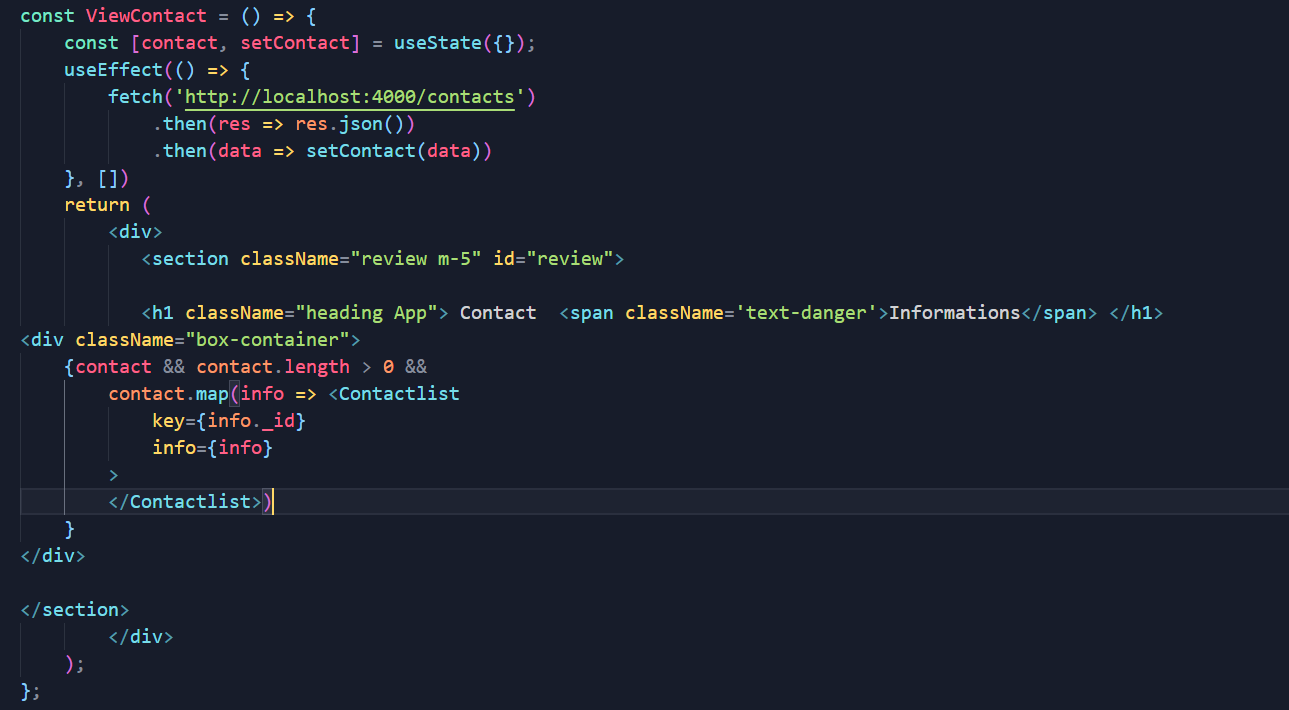 const ViewContact = () => {
    const [contact, setContact] = useState({});
    useEffect(() => {
        fetch('http://localhost:4000/contacts')
            .then(res => res.json())
            .then(data => setContact(data))
    }, [])
    return (
        <div>
           <section className="review m-5" id="review">
           <h1 className="heading App"> Contact  <span className='text-danger'>Informations</span> </h1>
<div className="box-container">
    {contact && contact.length > 0 &&
        contact.map(info => <Contactlist
            key={info._id}
            info={info}
        >
        </Contactlist>)
    }
</div>
</section>
        </div>
    );
};